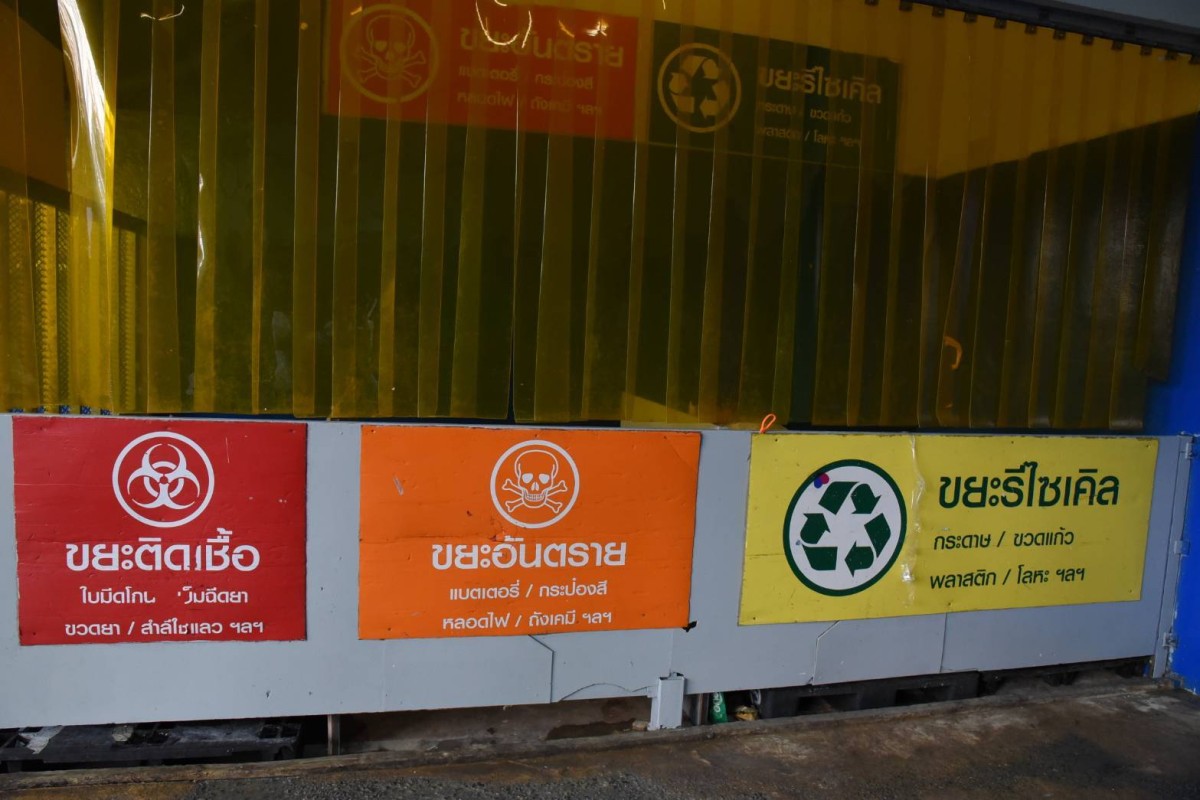 ขยะอันตราย
แบตเตอรี่ / กระป๋องสี
หลอดไฟ / ถังเคมี ฯลฯ
ขยะรีไซเคิล
กระดาษ / ขวดแก้ว
พลาสติก / โลหะ ฯลฯ
ขยะติดเชื้อ
ใบมีดโกน
ขวดยา / สำลีใช้แลว ฯลฯ
ขยะอันตราย
แบตเตอรี่ / กระป๋องสี
หลอดไฟ / ถังเคมี ฯลฯ
ขยะรีไซเคิล
กระดาษ / ขวดแก้ว
พลาสติก / โลหะ ฯลฯ